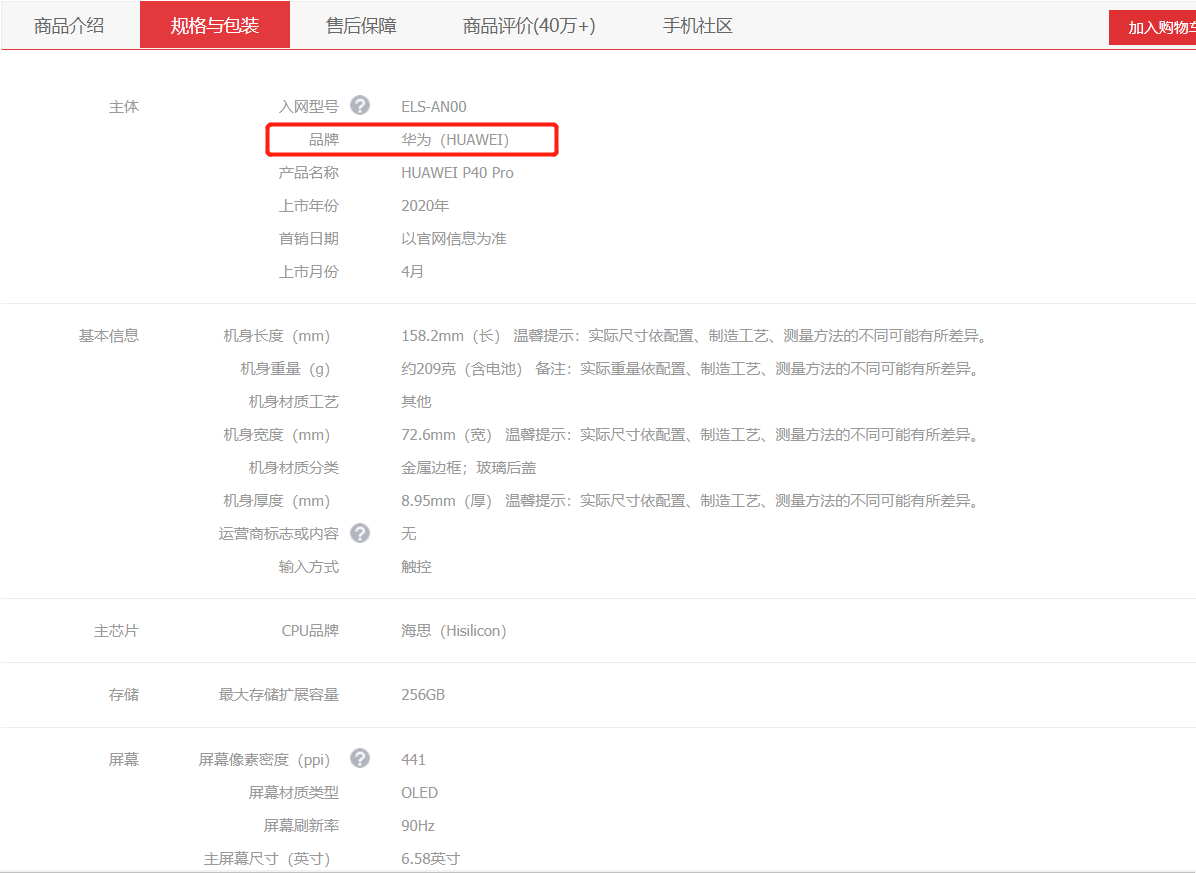 商品介绍 规格与包装 售后保障 商品评价(40万+) 手机社区 加入购物车
主体 入网型号 ? ELS-AN00
品牌 华为（HUAWEI）
产品名称 HUAWEI P40 Pro
上市年份 2020年
首销日期 以官网信息为准
上市月份 4月
基本信息 机身长度（mm） 158.2mm（长） 温馨提示：实际尺寸依配置、制造工艺、测量方法的不同可能有所差异。
机身重量（g） 约209克（含电池） 备注：实际重量依配置、制造工艺、测量方法的不同可能有所差异。
机身材质工艺 其他
机身宽度（mm） 72.6mm（宽） 温馨提示：实际尺寸依配置、制造工艺、测量方法的不同可能有所差异。
机身材质分类 金属边框；玻璃后盖
机身厚度（mm） 8.95mm（厚） 温馨提示：实际尺寸依配置、制造工艺、测量方法的不同可能有所差异。
运营商标志或内容 ? 无
输入方式 触控
主芯片 CPU品牌 海思（Hisilicon）
存储 最大存储扩展容量 256GB
屏幕 屏幕像素密度（ppi） ? 441
屏幕材质类型 OLED
屏幕刷新率 90Hz
主屏幕尺寸（英寸） 6.58英寸